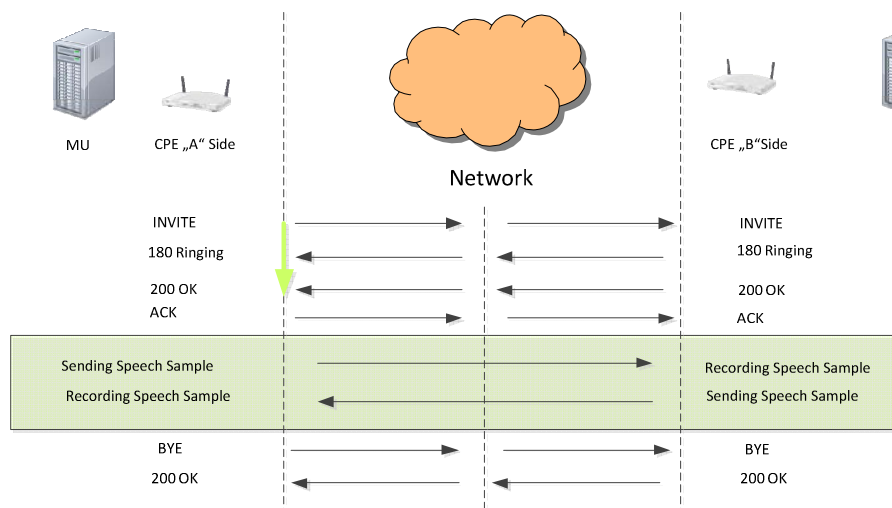 MU
CPE „A“ Side
CPE „B“Side
Network
INVITE
INVITE
180 Ringing
180 Ringing
200 OK
200 OK
ACK
ACK
Sending Speech Sample
Recording Speech Sample
Recording Speech Sample
Sending Speech Sample
BYE
BYE
200 OK
200 OK